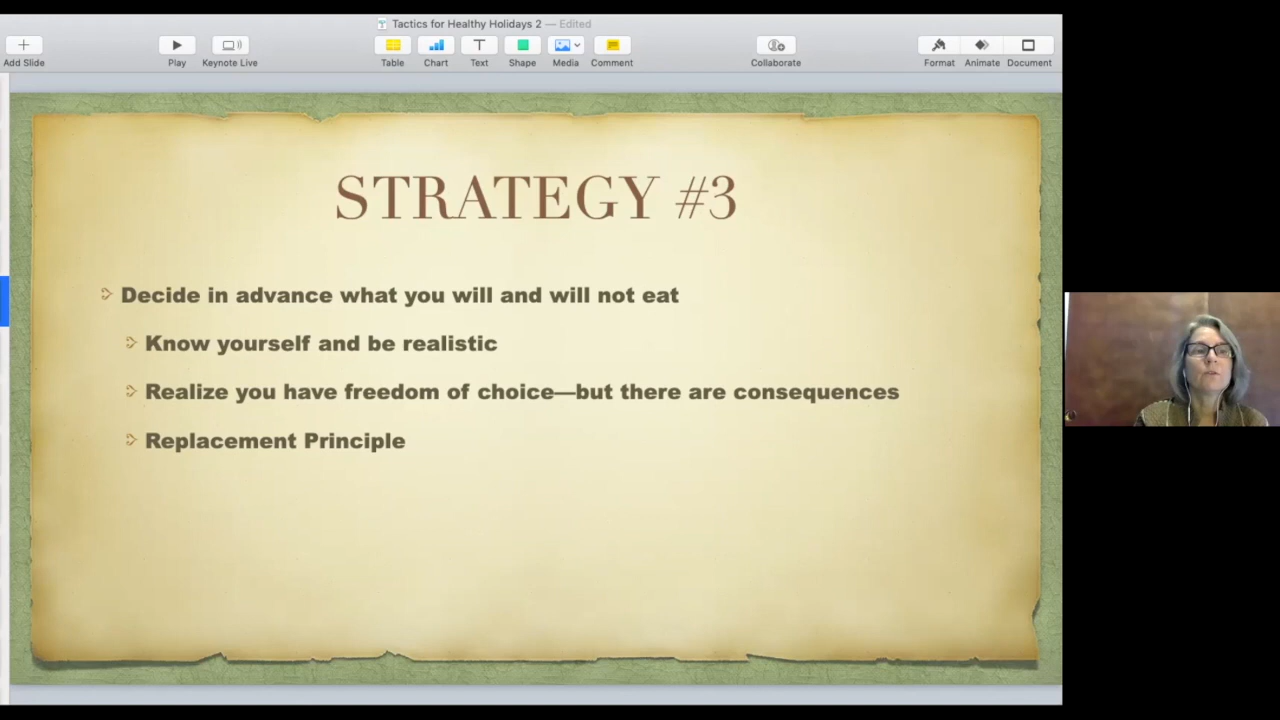 Tactics for Healthy Holidays 2 — Edited
Add Slide
Play
Keynote Live
Table
Chart
Text
Shape
Media
Comment
Collaborate
Format
Animate
Document
STRATEGY #3
Decide in advance what you will and will not eat
Know yourself and be realistic
Realize you have freedom of choice—but there are consequences
Replacement Principle